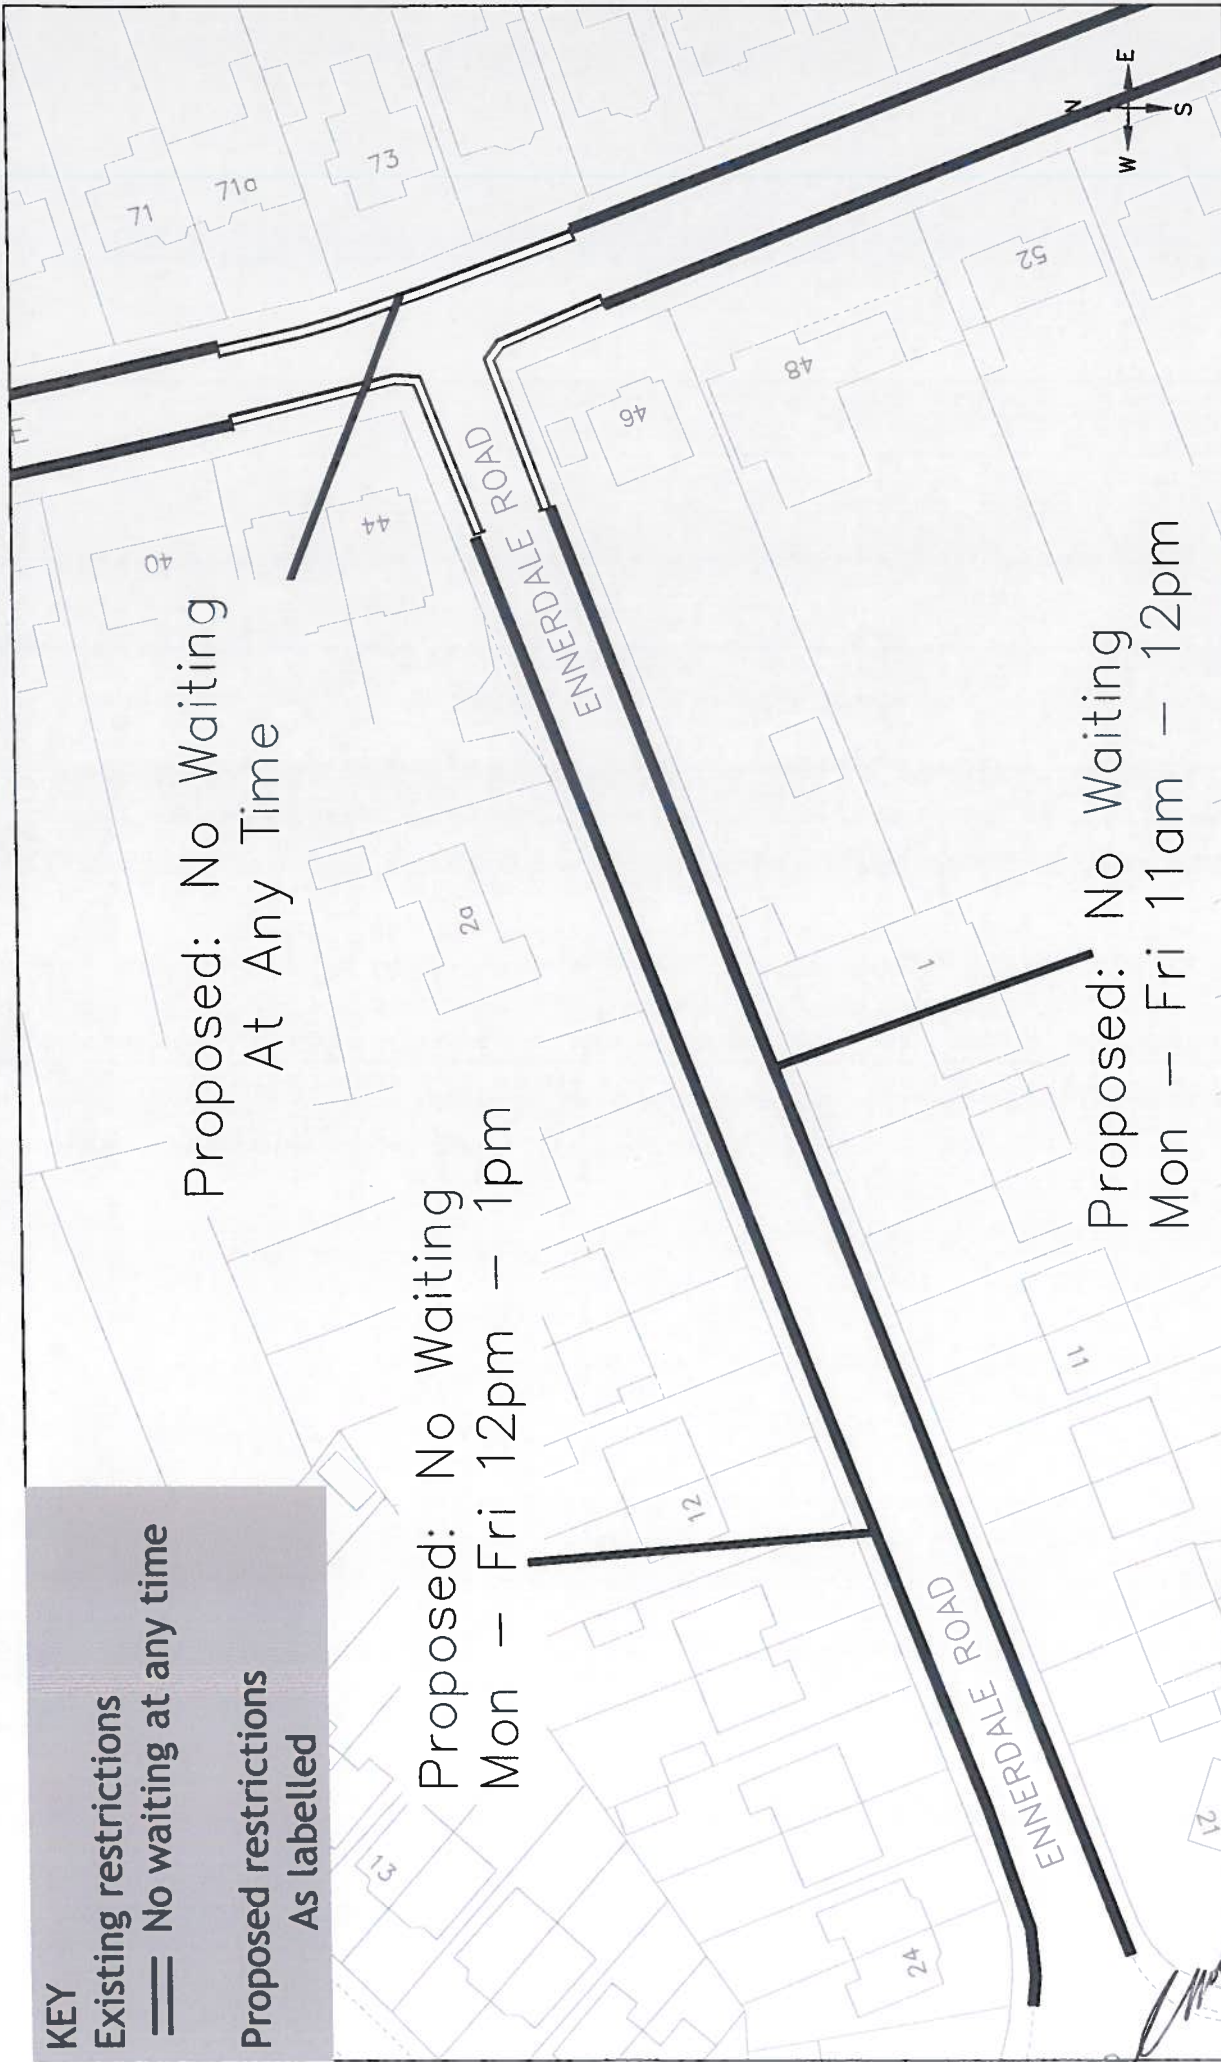 KEY
Existing restrictions
No waiting at any time
Proposed restrictions
As labelled
Proposed: No Waiting
At Any Time
Proposed: No Waiting
Mon – Fri 12pm – 1pm
Proposed: No Waiting
Mon – Fri 11am – 12pm
ENNERDALE ROAD
ENNERDALE ROAD
71
71a
73
40
44
46
48
52
2a
1
12
11
13
24
21
N
E
S
W